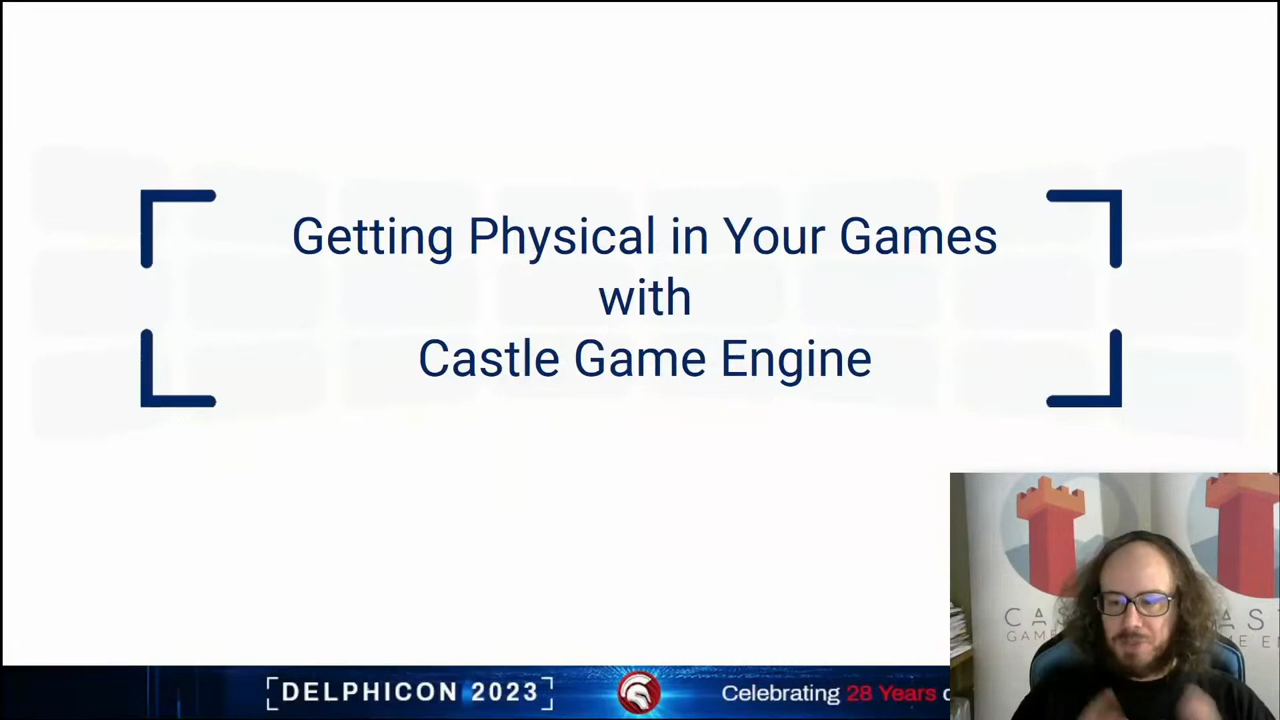 Getting Physical in Your Games
with
Castle Game Engine
DELPHICON 2023
Celebrating 28 Years